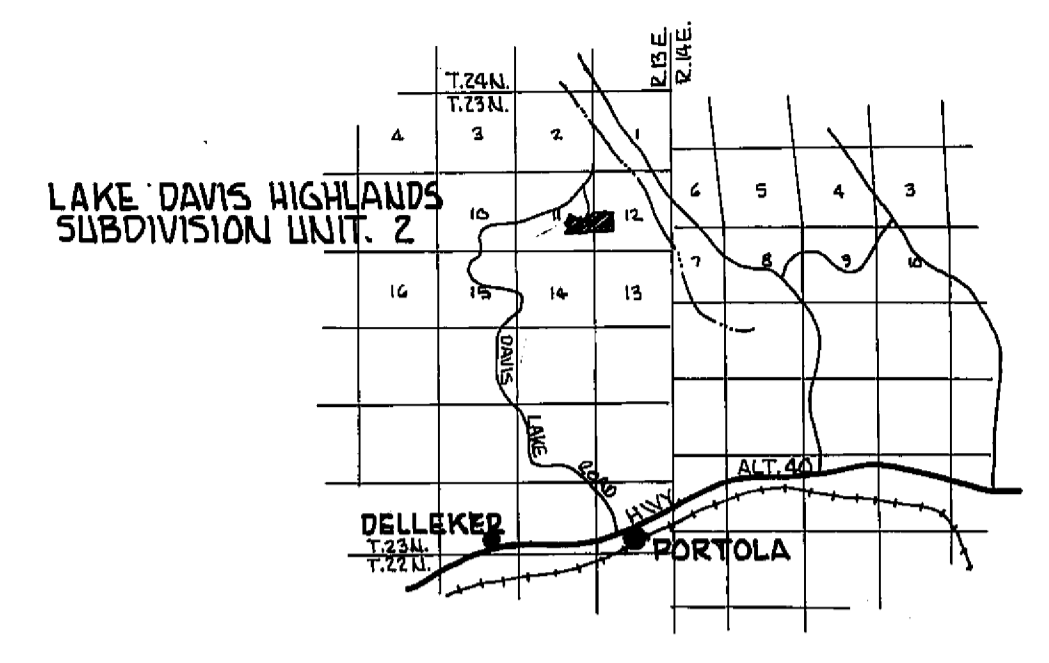 R.13E.
R.14E.
T.24N.
T.23N.
4 3 2 1
6 5 4 3
LAKE DAVIS HIGHLANDS
SUBDIVISION UNIT. 2
10 11 12
7 8 9 10
16 15 14 13
DAVIS
LAKE
ROAD
ALT. 40
HWY
DELLEKER
T.23N.
T.22N.
PORTOLA